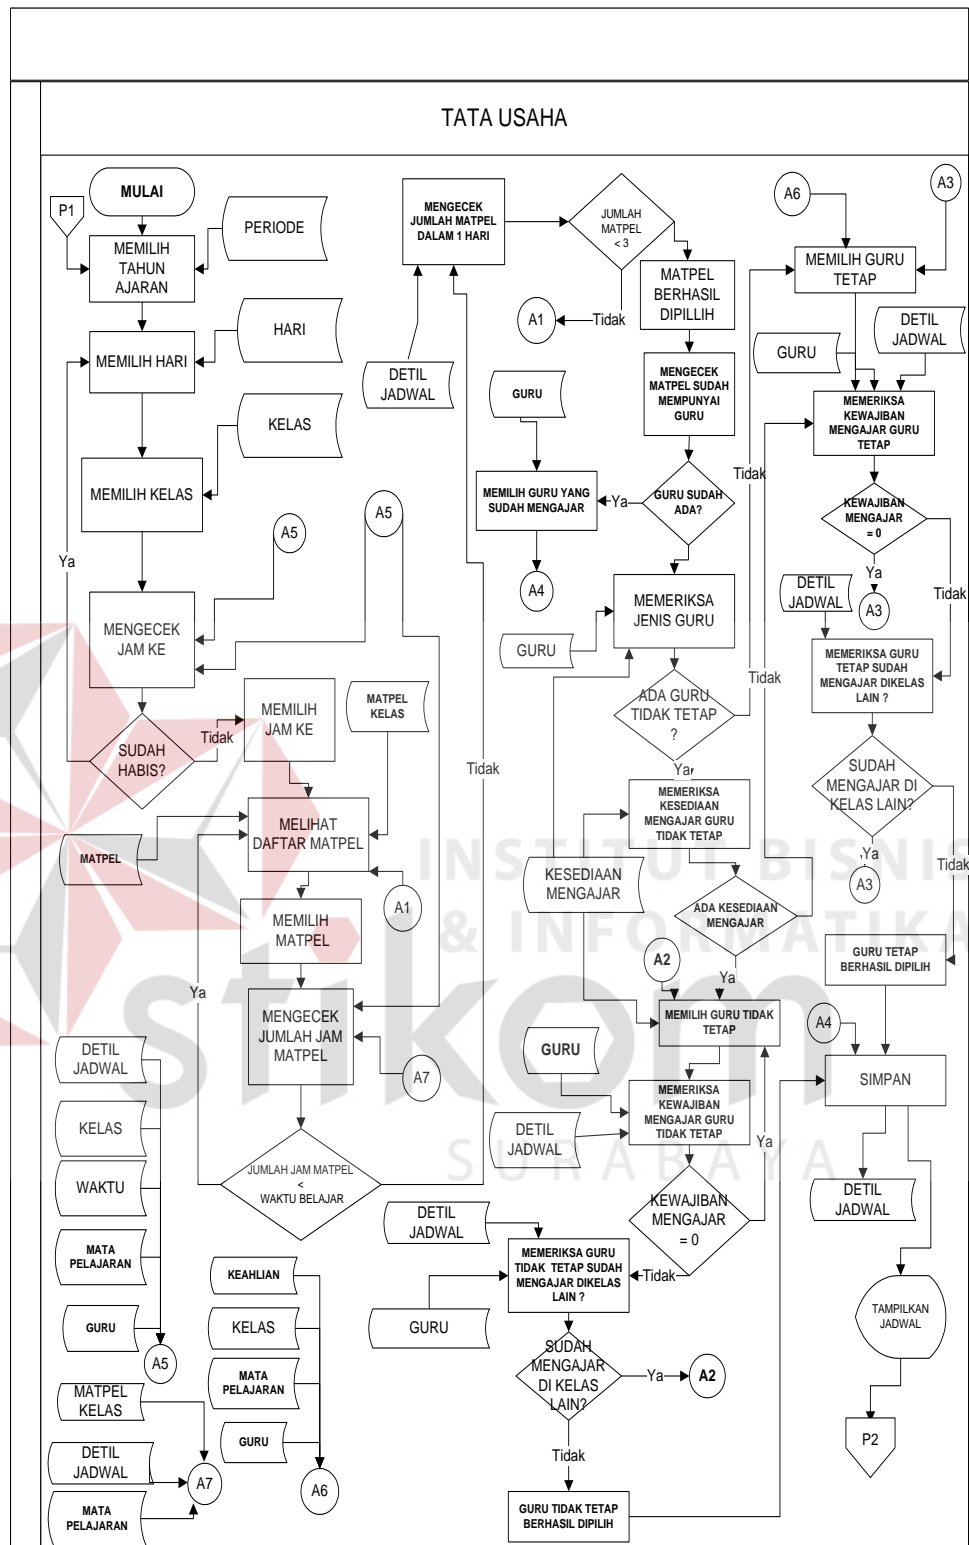 TATA USAHA
MULAI
P1
PERIODE
MEMILIH
TAHUN
AJARAN
HARI
MEMILIH HARI
KELAS
MEMILIH KELAS
A5
A5
Ya
MENGECEK
JAM KE
SUDAH
HABIS?
Tidak
MEMILIH
JAM KE
MATPEL
KELAS
MATPEL
MELIHAT
DAFTAR MATPEL
A1
MEMILIH
MATPEL
Ya
MENGECEK
JUMLAH JAM
MATPEL
A7
JUMLAH JAM MATPEL
<
WAKTU BELAJAR
Tidak
DETIL
JADWAL
KELAS
WAKTU
MATA
PELAJARAN
GURU
A5
MATPEL
KELAS
DETIL
JADWAL
A7
MATA
PELAJARAN
KEAHLIAN
KELAS
MATA
PELAJARAN
GURU
A6
MENGECEK
JUMLAH MATPEL
DALAM 1 HARI
JUMLAH
MATPEL
< 3
Tidak
A1
DETIL
JADWAL
MATPEL
BERHASIL
DIPILLIH
MENGECEK
MATPEL SUDAH
MEMPUNYAI
GURU
GURU
MEMILIH GURU YANG
SUDAH MENGAJAR
Ya
GURU SUDAH
ADA?
A4
MEMERIKSA
JENIS GURU
GURU
ADA GURU
TIDAK TETAP
?
Tidak
Ya
MEMERIKSA
KESEDIAAN
MENGAJAR GURU
TIDAK TETAP
KESEDIAAN
MENGAJAR
ADA KESEDIAAN
MENGAJAR
Tidak
Ya
A2
MEMILIH GURU TIDAK
TETAP
GURU
MEMERIKSA
KEWAJIBAN
MENGAJAR GURU
TIDAK TETAP
DETIL
JADWAL
Ya
KEWAJIBAN
MENGAJAR
= 0
Tidak
DETIL
JADWAL
MEMERIKSA GURU
TIDAK TETAP SUDAH
MENGAJAR DIKELAS
LAIN ?
GURU
SUDAH
MENGAJAR
DI KELAS
LAIN?
Ya
A2
Tidak
GURU TIDAK TETAP
BERHASIL DIPILIH
A6
A3
MEMILIH GURU
TETAP
GURU
DETIL
JADWAL
MEMERIKSA
KEWAJIBAN
MENGAJAR GURU
TETAP
KEWAJIBAN
MENGAJAR
= 0
Ya
A3
Tidak
DETIL
JADWAL
MEMERIKSA GURU
TETAP SUDAH
MENGAJAR DIKELAS
LAIN ?
SUDAH
MENGAJAR DI
KELAS LAIN?
Ya
A3
Tidak
GURU TETAP
BERHASIL DIPILIH
A4
SIMPAN
DETIL
JADWAL
TAMPILKAN
JADWAL
P2
INSTITUT BISNIS
& INFORMATIKA
stikom
SURABAYA